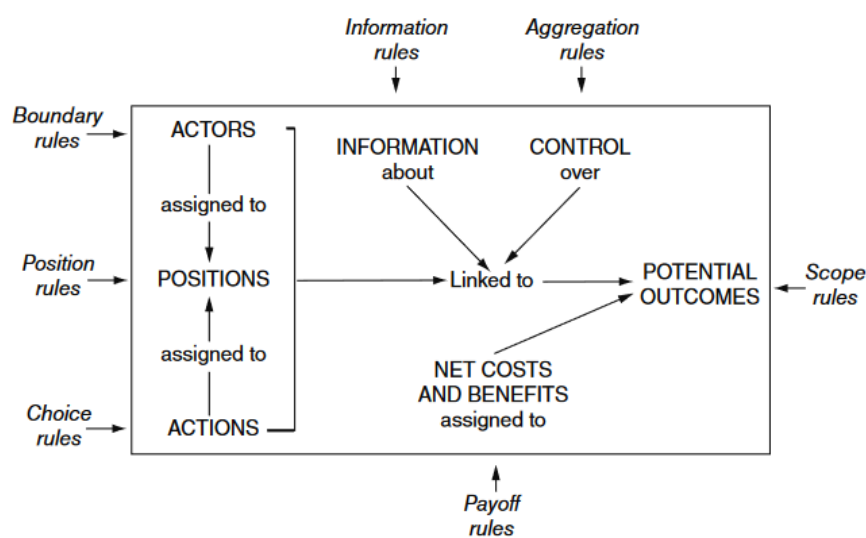 Information
rules
Aggregation
rules
Boundary
rules
ACTORS
INFORMATION
about
CONTROL
over
assigned to
Position
rules
POSITIONS
Linked to
POTENTIAL
OUTCOMES
Scope
rules
assigned to
NET COSTS
AND BENEFITS
assigned to
Choice
rules
ACTIONS
Payoff
rules